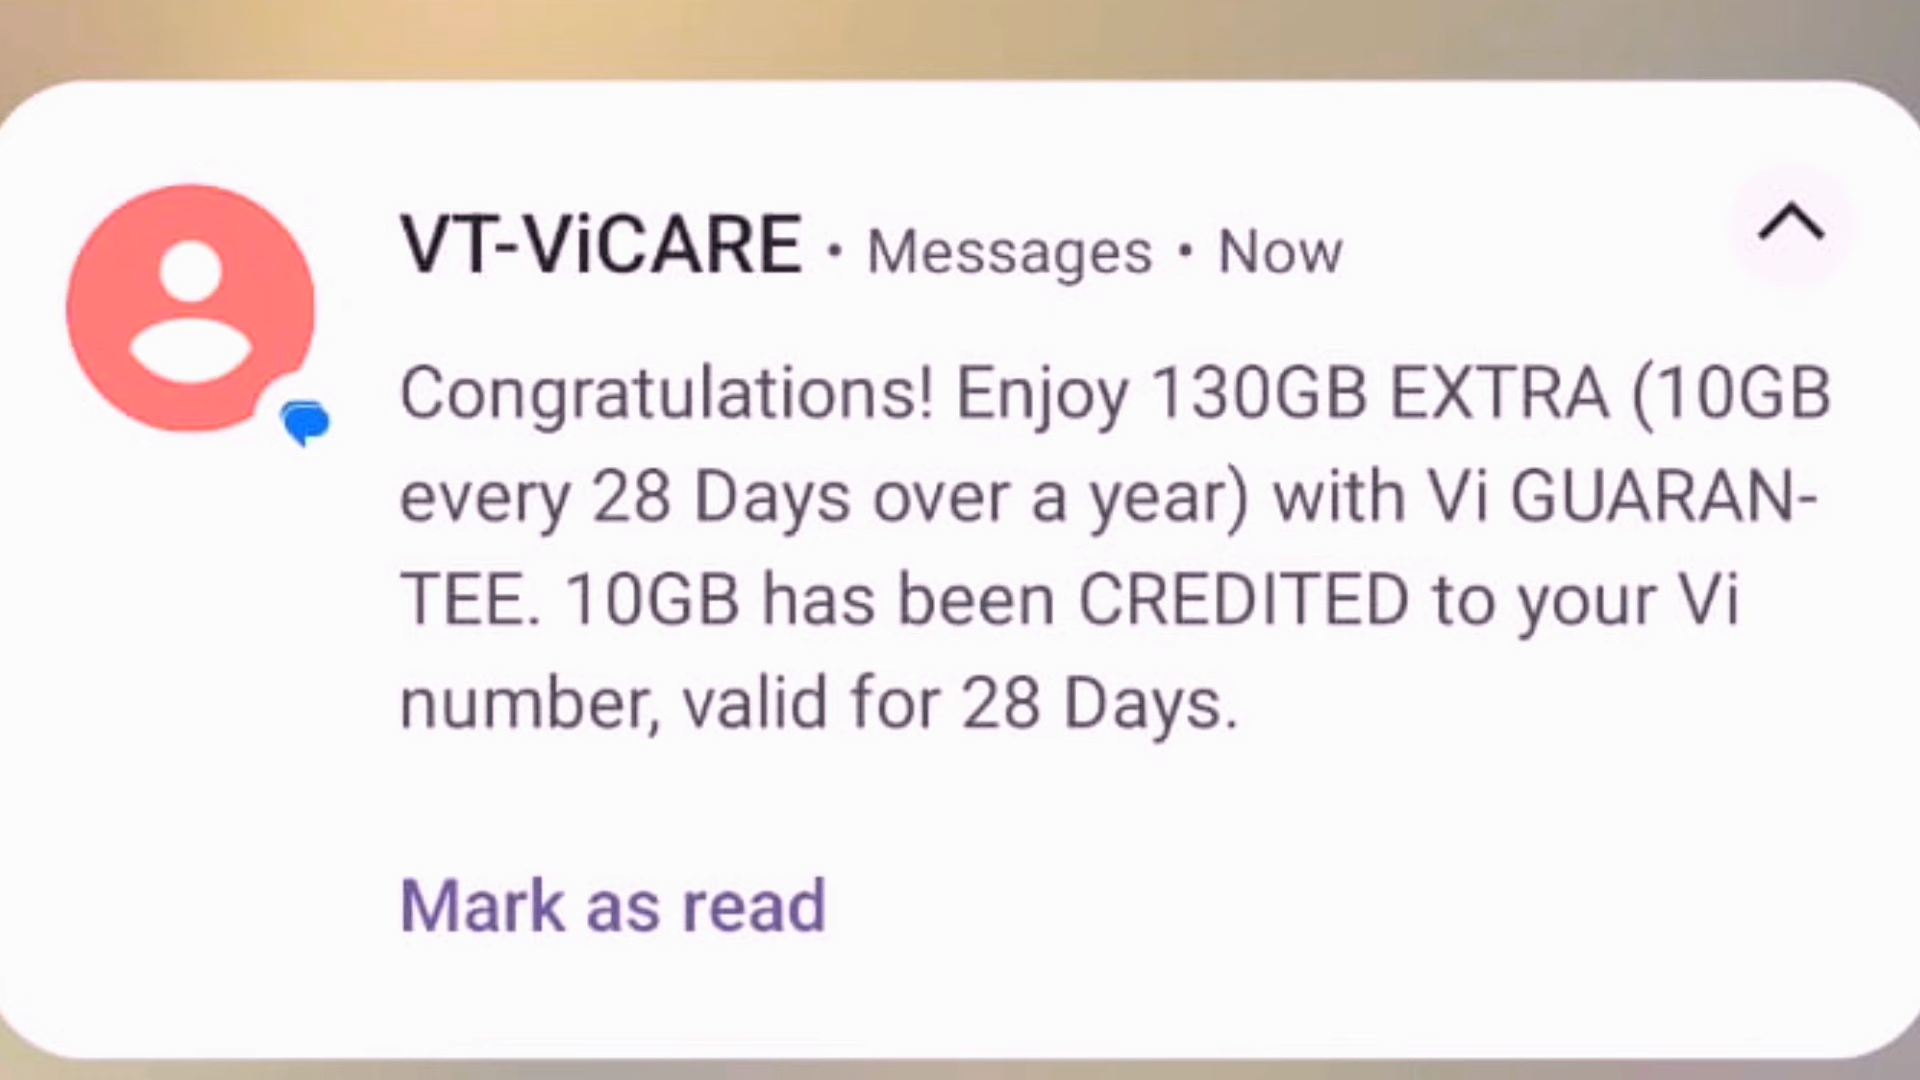 VT-ViCARE • Messages • Now
Congratulations! Enjoy 130GB EXTRA (10GB
every 28 Days over a year) with Vi GUARAN-
TEE. 10GB has been CREDITED to your Vi
number, valid for 28 Days.
Mark as read